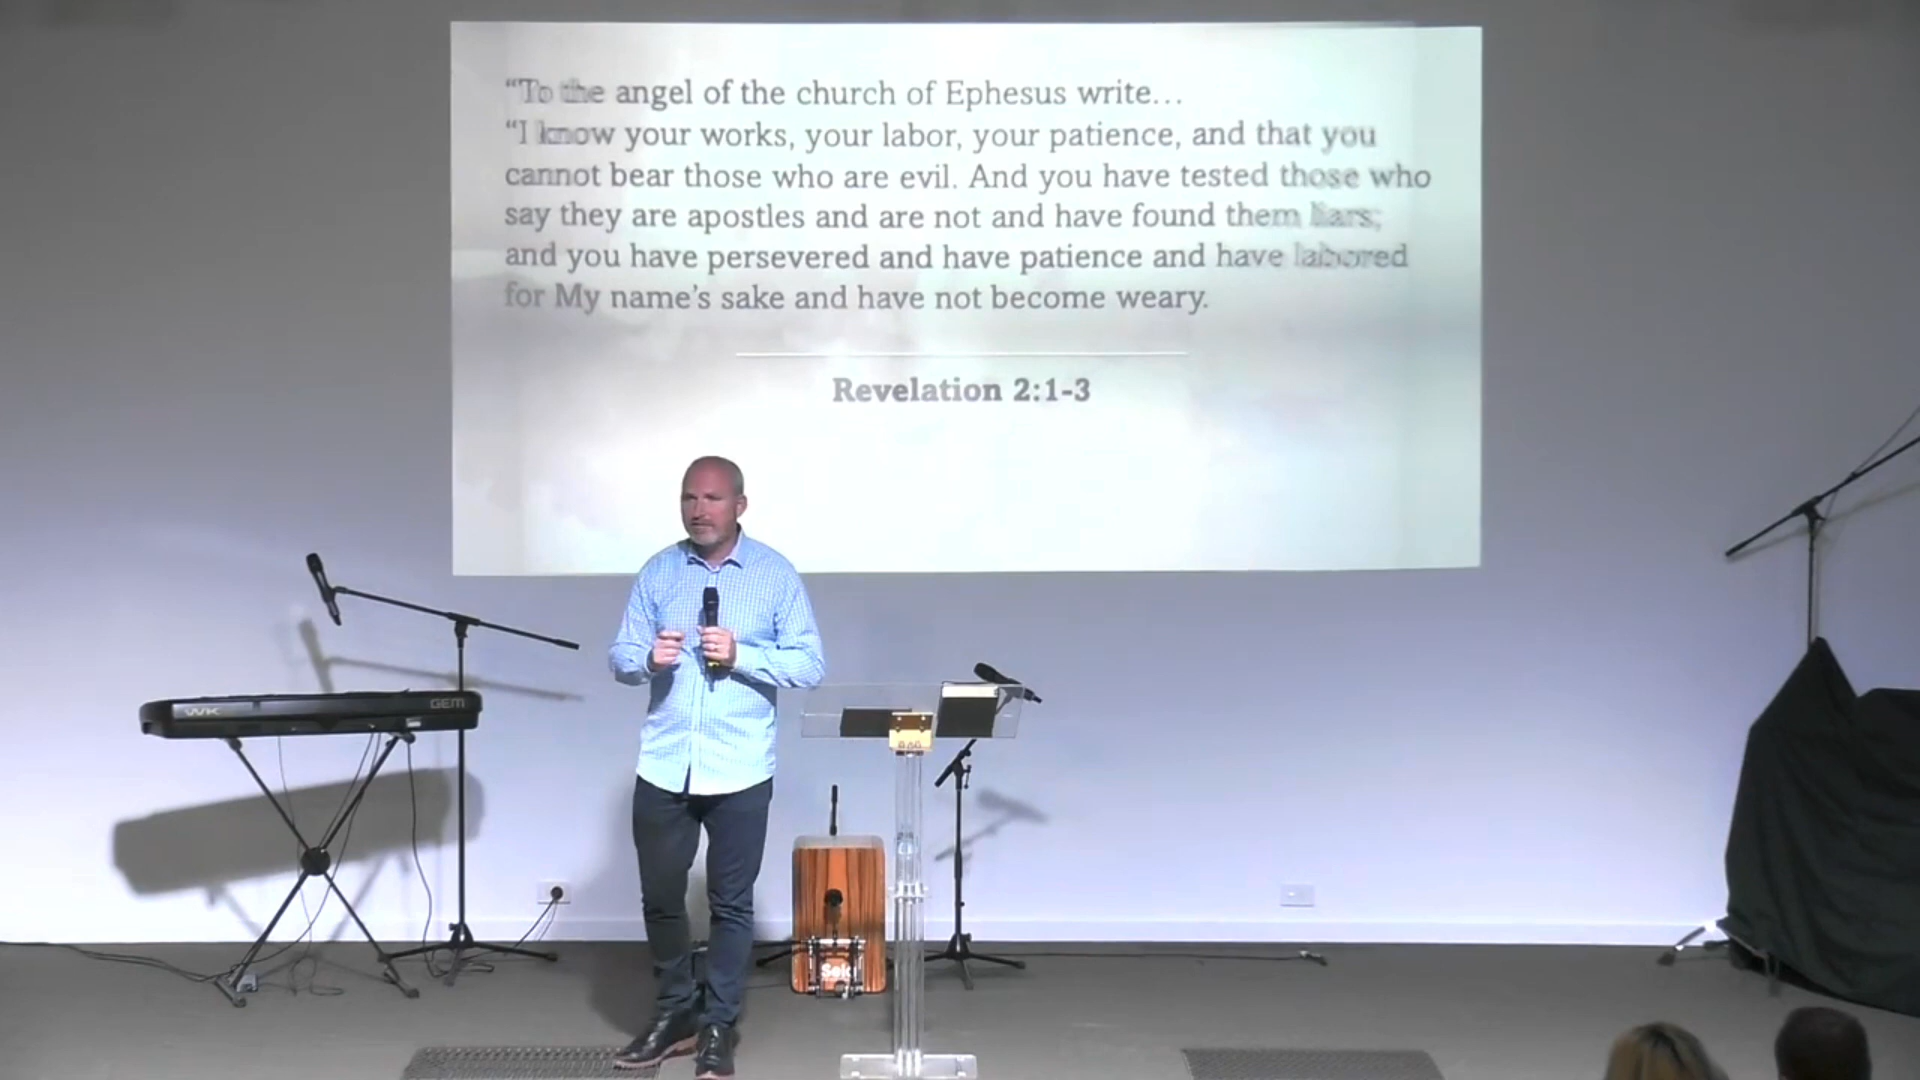 “To the angel of the church of Ephesus write…
“I know your works, your labor, your patience, and that you
cannot bear those who are evil. And you have tested those who
say they are apostles and are not and have found them liars;
and you have persevered and have patience and have labored
for My name’s sake and have not become weary.
Revelation 2:1-3
WK
GEM